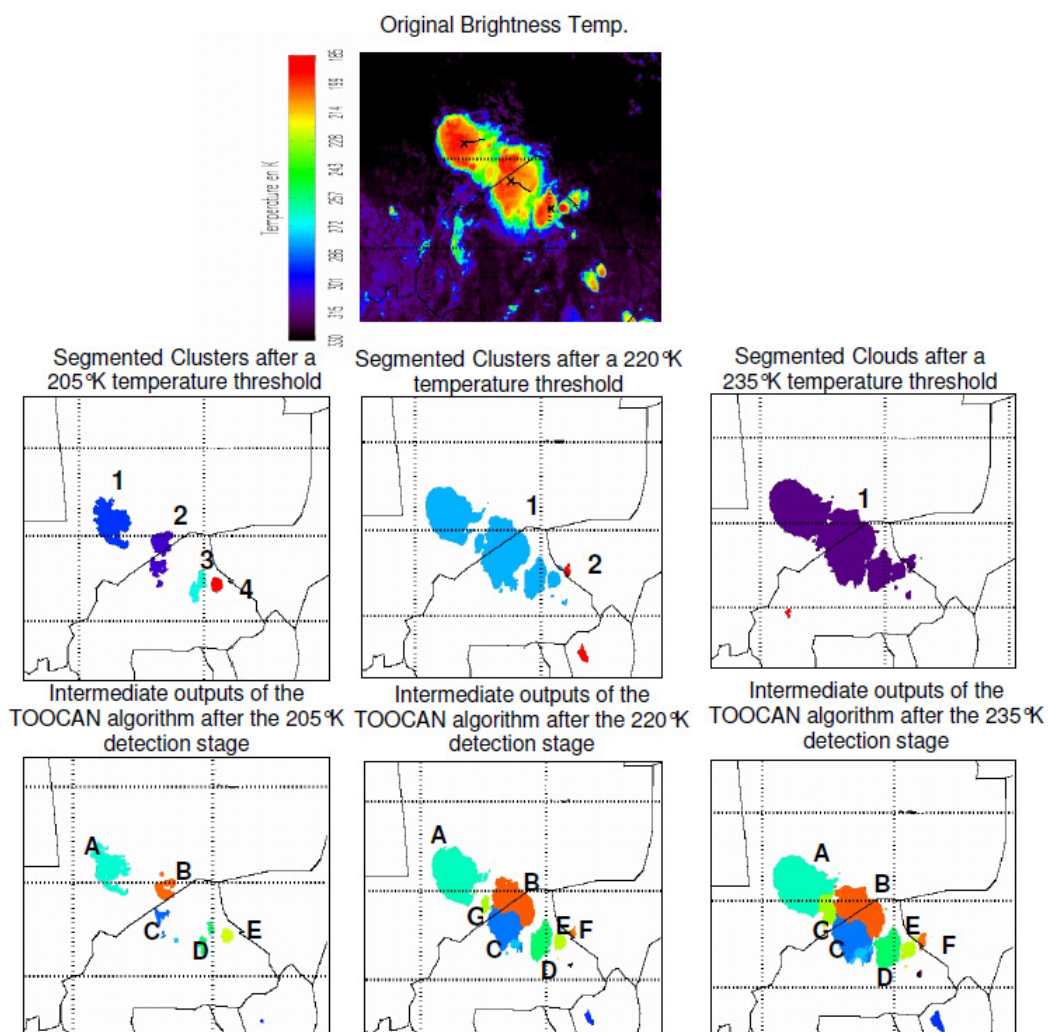 Original Brightness Temp.
Temperature en K
185
199
214
228
243
257
272
286
301
315
330
Segmented Clusters after a
205°K temperature threshold
Segmented Clusters after a 220°K
temperature threshold
Segmented Clouds after a
235°K temperature threshold
1
2
3
4
1
2
1
Intermediate outputs of the
TOOCAN algorithm after the 205°K
detection stage
Intermediate outputs of the
TOOCAN algorithm after the 220°K
detection stage
Intermediate outputs of the
TOOCAN algorithm after the 235°K
detection stage
A
B
C
D
E
A
B
G
C
E
F
D
A
B
G
C
E
F
D